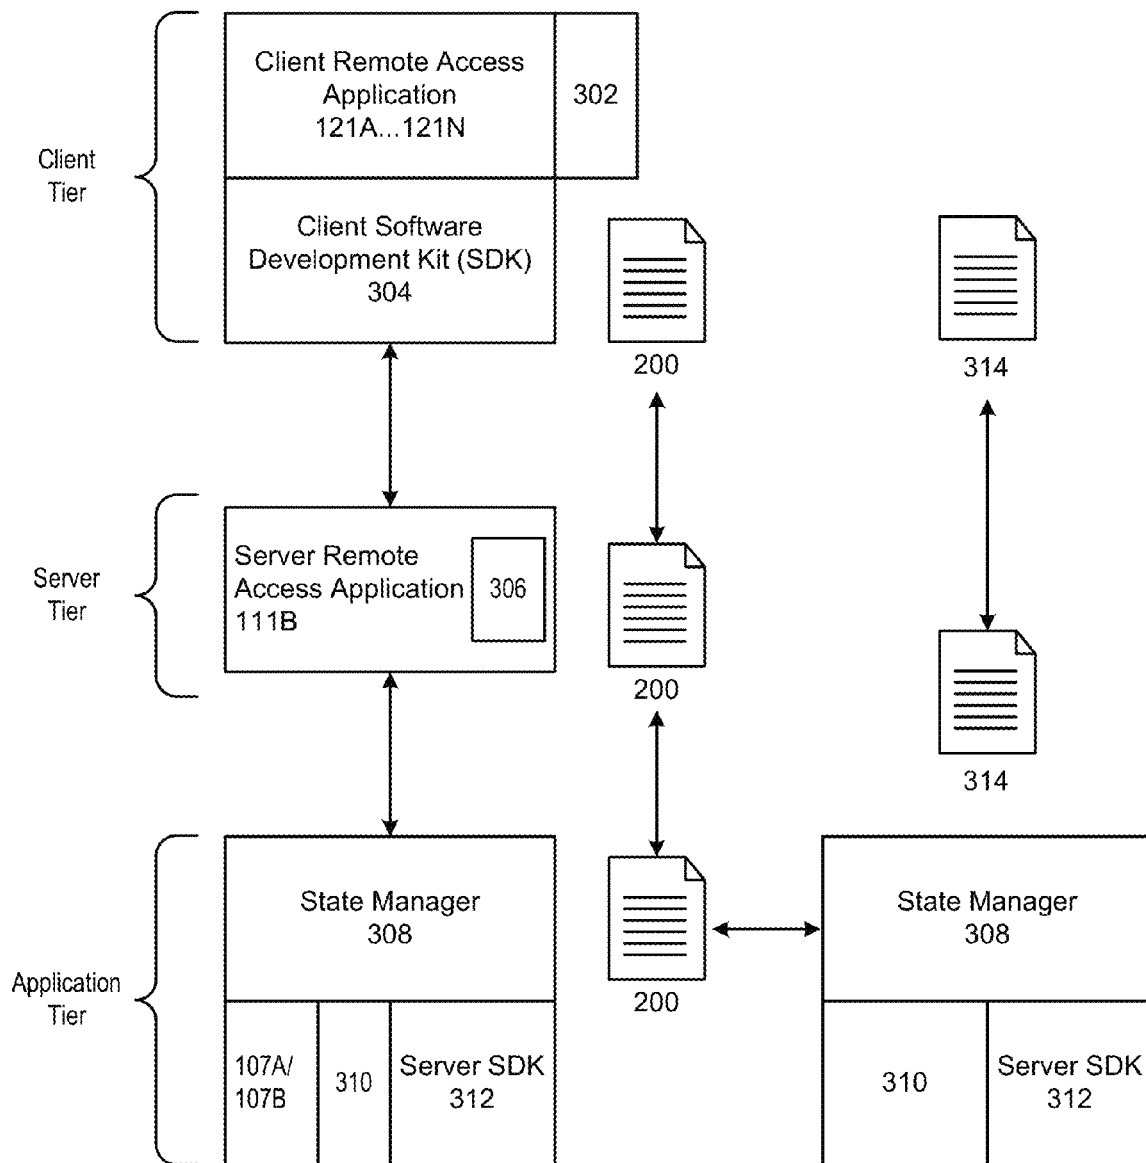 Client Remote Access
Application
121A...121N
302
Client
Tier
Client Software
Development Kit (SDK)
304
200
314
Server Remote
Access Application
111B
306
Server
Tier
200
314
State Manager
308
State Manager
308
Application
Tier
200
107A/
107B
310
Server SDK
312
310
Server SDK
312